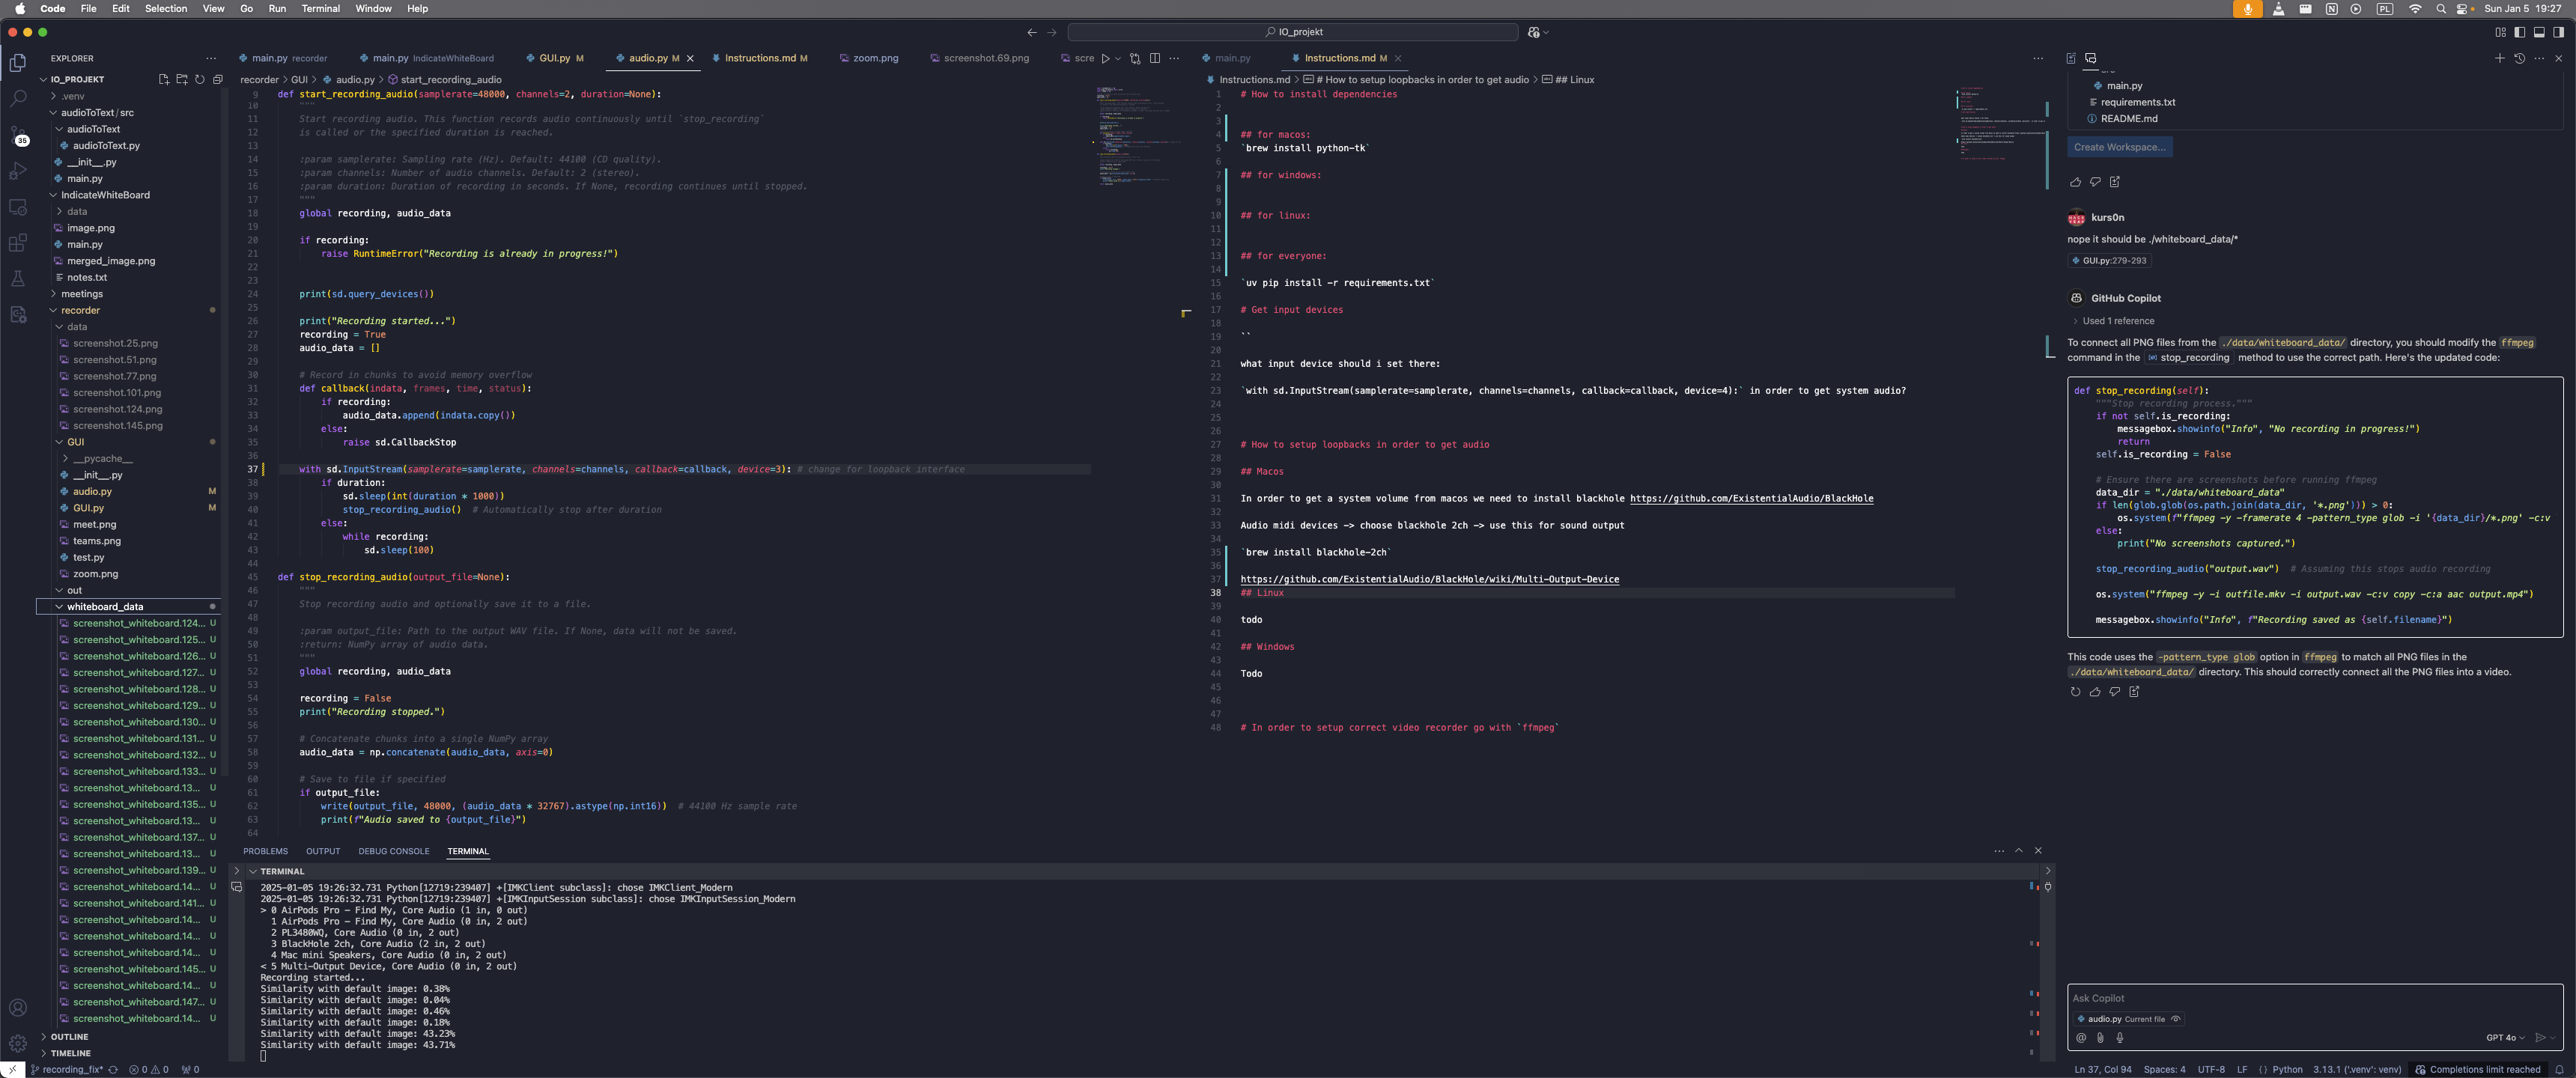 Code File Edit Selection View Go Run Terminal Window Help
PL Sun Jan 5 19:27
IO_projekt
EXPLORER
IO_PROJEKT
.venv
audioToText / src
audioToText
audioToText.py
__init__.py
main.py
IndicateWhiteBoard
data
image.png
main.py
merged_image.png
notes.txt
meetings
recorder
data
screenshot.25.png
screenshot.51.png
screenshot.77.png
screenshot.101.png
screenshot.124.png
screenshot.145.png
GUI
__pycache__
__init__.py
audio.py M
GUI.py M
meet.png
teams.png
test.py
zoom.png
out
whiteboard_data
screenshot_whiteboard.124... U
screenshot_whiteboard.125... U
screenshot_whiteboard.126... U
screenshot_whiteboard.127... U
screenshot_whiteboard.128... U
screenshot_whiteboard.129... U
screenshot_whiteboard.130... U
screenshot_whiteboard.131... U
screenshot_whiteboard.132... U
screenshot_whiteboard.133... U
screenshot_whiteboard.13... U
screenshot_whiteboard.135... U
screenshot_whiteboard.13... U
screenshot_whiteboard.137... U
screenshot_whiteboard.13... U
screenshot_whiteboard.139... U
screenshot_whiteboard.14... U
screenshot_whiteboard.141... U
screenshot_whiteboard.14... U
screenshot_whiteboard.14... U
screenshot_whiteboard.14... U
screenshot_whiteboard.145... U
screenshot_whiteboard.14... U
screenshot_whiteboard.147... U
screenshot_whiteboard.14... U
OUTLINE
TIMELINE
35
main.py recorder main.py IndicateWhiteBoard GUI.py M audio.py M Instructions.md M zoom.png screenshot.69.png scre
recorder > GUI > audio.py > start_recording_audio
9 def start_recording_audio(samplerate=48000, channels=2, duration=None):
10 """
11 Start recording audio. This function records audio continuously until `stop_recording`
12 is called or the specified duration is reached.
13
14 :param samplerate: Sampling rate (Hz). Default: 44100 (CD quality).
15 :param channels: Number of audio channels. Default: 2 (stereo).
16 :param duration: Duration of recording in seconds. If None, recording continues until stopped.
17 """
18 global recording, audio_data
19
20 if recording:
21 raise RuntimeError("Recording is already in progress!")
22
23
24 print(sd.query_devices())
25
26 print("Recording started...")
27 recording = True
28 audio_data = []
29
30 # Record in chunks to avoid memory overflow
31 def callback(indata, frames, time, status):
32 if recording:
33 audio_data.append(indata.copy())
34 else:
35 raise sd.CallbackStop
36
37 with sd.InputStream(samplerate=samplerate, channels=channels, callback=callback, device=3): # change for loopback interface
38 if duration:
39 sd.sleep(int(duration * 1000))
40 stop_recording_audio() # Automatically stop after duration
41 else:
42 while recording:
43 sd.sleep(100)
44
45 def stop_recording_audio(output_file=None):
46 """
47 Stop recording audio and optionally save it to a file.
48
49 :param output_file: Path to the output WAV file. If None, data will not be saved.
50 :return: NumPy array of audio data.
51 """
52 global recording, audio_data
53
54 recording = False
55 print("Recording stopped.")
56
57 # Concatenate chunks into a single NumPy array
58 audio_data = np.concatenate(audio_data, axis=0)
59
60 # Save to file if specified
61 if output_file:
62 write(output_file, 48000, (audio_data * 32767).astype(np.int16)) # 44100 Hz sample rate
63 print(f"Audio saved to {output_file}")
64
main.py Instructions.md M
Instructions.md > # How to setup loopbacks in order to get audio > ## Linux
1 # How to install dependencies
2
3
4 ## for macos:
5 `brew install python-tk`
6
7 ## for windows:
8
9
10 ## for linux:
11
12
13 ## for everyone:
14
15 `uv pip install -r requirements.txt`
16
17 # Get input devices
18
19 ``
20
21 what input device should i set there:
22
23 `with sd.InputStream(samplerate=samplerate, channels=channels, callback=callback, device=4):` in order to get system audio?
24
25
26
27 # How to setup loopbacks in order to get audio
28
29 ## Macos
30
31 In order to get a system volume from macos we need to install blackhole https://github.com/ExistentialAudio/BlackHole
32
33 Audio midi devices -> choose blackhole 2ch -> use this for sound output
34
35 `brew install blackhole-2ch`
36
37 https://github.com/ExistentialAudio/BlackHole/wiki/Multi-Output-Device
38 ## Linux
39
40 todo
41
42 ## Windows
43
44 Todo
45
46
47
48 # In order to setup correct video recorder go with `ffmpeg`
PROBLEMS OUTPUT DEBUG CONSOLE TERMINAL
TERMINAL
2025-01-05 19:26:32.731 Python[12719:239407] +[IMKClient subclass]: chose IMKClient_Modern
2025-01-05 19:26:32.731 Python[12719:239407] +[IMKInputSession subclass]: chose IMKInputSession_Modern
> 0 AirPods Pro – Find My, Core Audio (1 in, 0 out)
1 AirPods Pro – Find My, Core Audio (0 in, 2 out)
2 PL3480WQ, Core Audio (0 in, 2 out)
3 BlackHole 2ch, Core Audio (2 in, 2 out)
4 Mac mini Speakers, Core Audio (0 in, 2 out)
< 5 Multi-Output Device, Core Audio (0 in, 2 out)
Recording started...
Similarity with default image: 0.38%
Similarity with default image: 0.04%
Similarity with default image: 0.46%
Similarity with default image: 0.18%
Similarity with default image: 43.23%
Similarity with default image: 43.71%
main.py
requirements.txt
README.md
Create Workspace...
kurs0n
nope it should be ./whiteboard_data/*
GUI.py:279-293
GitHub Copilot
Used 1 reference
To connect all PNG files from the ./data/whiteboard_data/ directory, you should modify the ffmpeg
command in the stop_recording method to use the correct path. Here's the updated code:
def stop_recording(self):
"""Stop recording process."""
if not self.is_recording:
messagebox.showinfo("Info", "No recording in progress!")
return
self.is_recording = False
# Ensure there are screenshots before running ffmpeg
data_dir = "./data/whiteboard_data"
if len(glob.glob(os.path.join(data_dir, '*.png'))) > 0:
os.system(f"ffmpeg -y -framerate 4 -pattern_type glob -i '{data_dir}/*.png' -c:v
else:
print("No screenshots captured.")
stop_recording_audio("output.wav") # Assuming this stops audio recording
os.system("ffmpeg -y -i outfile.mkv -i output.wav -c:v copy -c:a aac output.mp4")
messagebox.showinfo("Info", f"Recording saved as {self.filename}")
This code uses the -pattern_type glob option in ffmpeg to match all PNG files in the
./data/whiteboard_data/ directory. This should correctly connect all the PNG files into a video.
Ask Copilot
audio.py Current file
GPT 4o
recording_fix* 0 0 0
Ln 37, Col 94 Spaces: 4 UTF-8 LF Python 3.13.1 ('.venv': venv) Completions limit reached